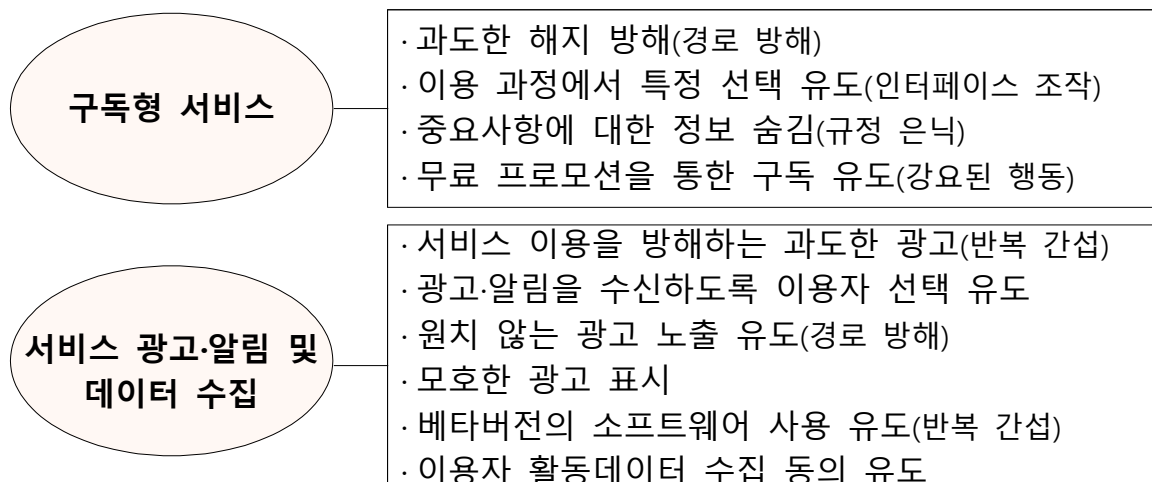 구독형 서비스
· 과도한 해지 방해(경로 방해)
· 이용 과정에서 특정 선택 유도(인터페이스 조작)
· 중요사항에 대한 정보 숨김(규정 은닉)
· 무료 프로모션을 통한 구독 유도(강요된 행동)
서비스 광고·알림 및
데이터 수집
· 서비스 이용을 방해하는 과도한 광고(반복 간섭)
· 광고·알림을 수신하도록 이용자 선택 유도
· 원치 않는 광고 노출 유도(경로 방해)
· 모호한 광고 표시
· 베타버전의 소프트웨어 사용 유도(반복 간섭)
· 이용자 활동데이터 수집 동의 유도